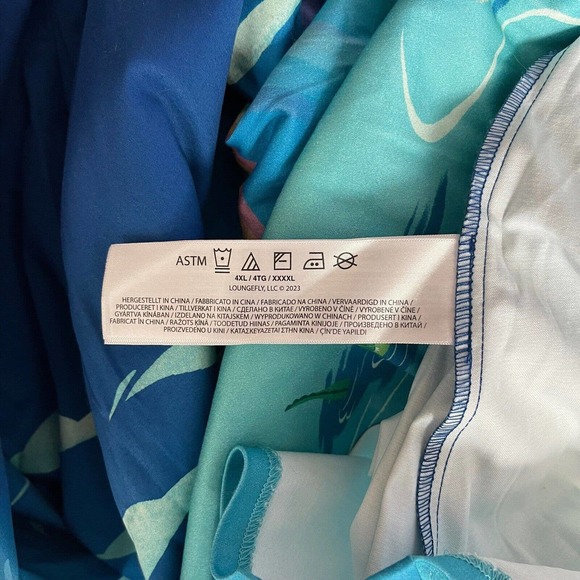 ASTM
4XL / 4TG / XXXXL
LOUNGEFLY, LLC © 2023
HERGESTELLT IN CHINA / FABBRICATO IN CINA / FABRICADO NA CHINA / VERVAARDIGD IN CHINA /
PRODUCERET I KINA / TILLVERKAT I KINA / СДЕЛАНО В КИТАЕ / VYROBENO V ČÍNĚ / VYROBENÉ V ČÍNE /
GYÁRTVA KÍNÁBAN / IZDELANO NA KITAJSKEM / WYPRODUKOWANY W CHINACH / PRODUSERT I KINA /
FABRICAT ÎN CHINA / RAŽOTS ĶĪNĀ / TOODETUD HIINAS / PAGAMINTA KINIJOJE / ПРОИЗВЕДЕНО В КИТАЙ /
PROIZVEDENO U KINI / ΚΑΤΑΣΚΕΥΑΖΕΤΑΙ ΣΤΗΝ ΚΙΝΑ / ÇİN'DE YAPILDI